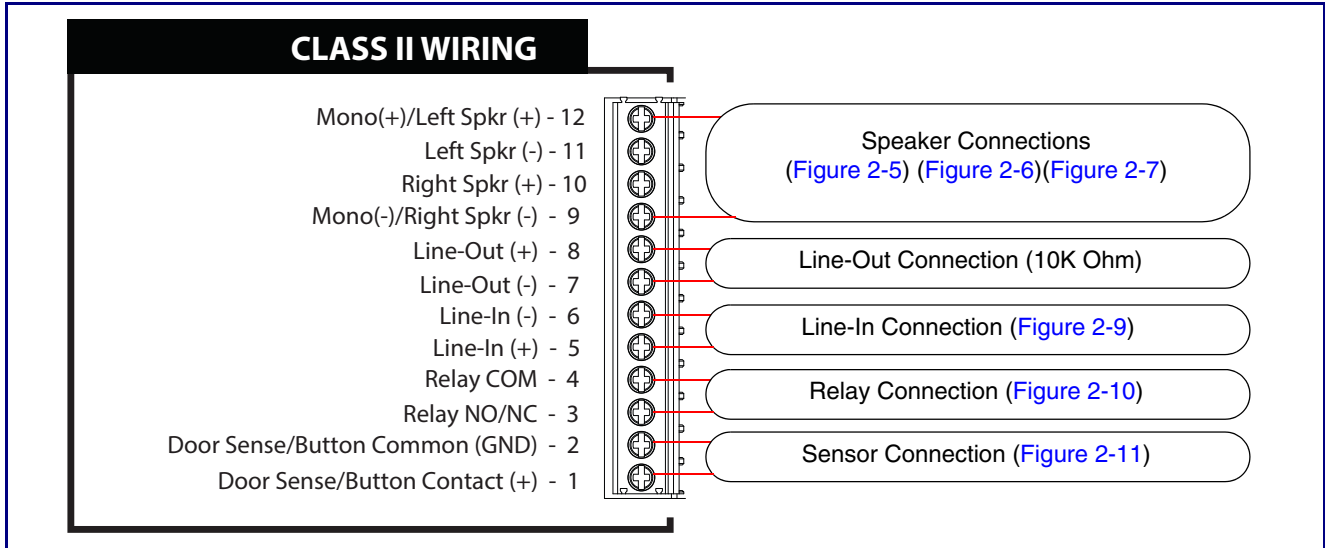 CLASS II WIRING
Mono(+)/Left Spkr (+) - 12
Left Spkr (-) - 11
Right Spkr (+) - 10
Mono(-)/Right Spkr (-) - 9
Line-Out (+) - 8
Line-Out (-) - 7
Line-In (-) - 6
Line-In (+) - 5
Relay COM - 4
Relay NO/NC - 3
Door Sense/Button Common (GND) - 2
Door Sense/Button Contact (+) - 1
Speaker Connections
(Figure 2-5) (Figure 2-6)(Figure 2-7)
Line-Out Connection (10K Ohm)
Line-In Connection (Figure 2-9)
Relay Connection (Figure 2-10)
Sensor Connection (Figure 2-11)